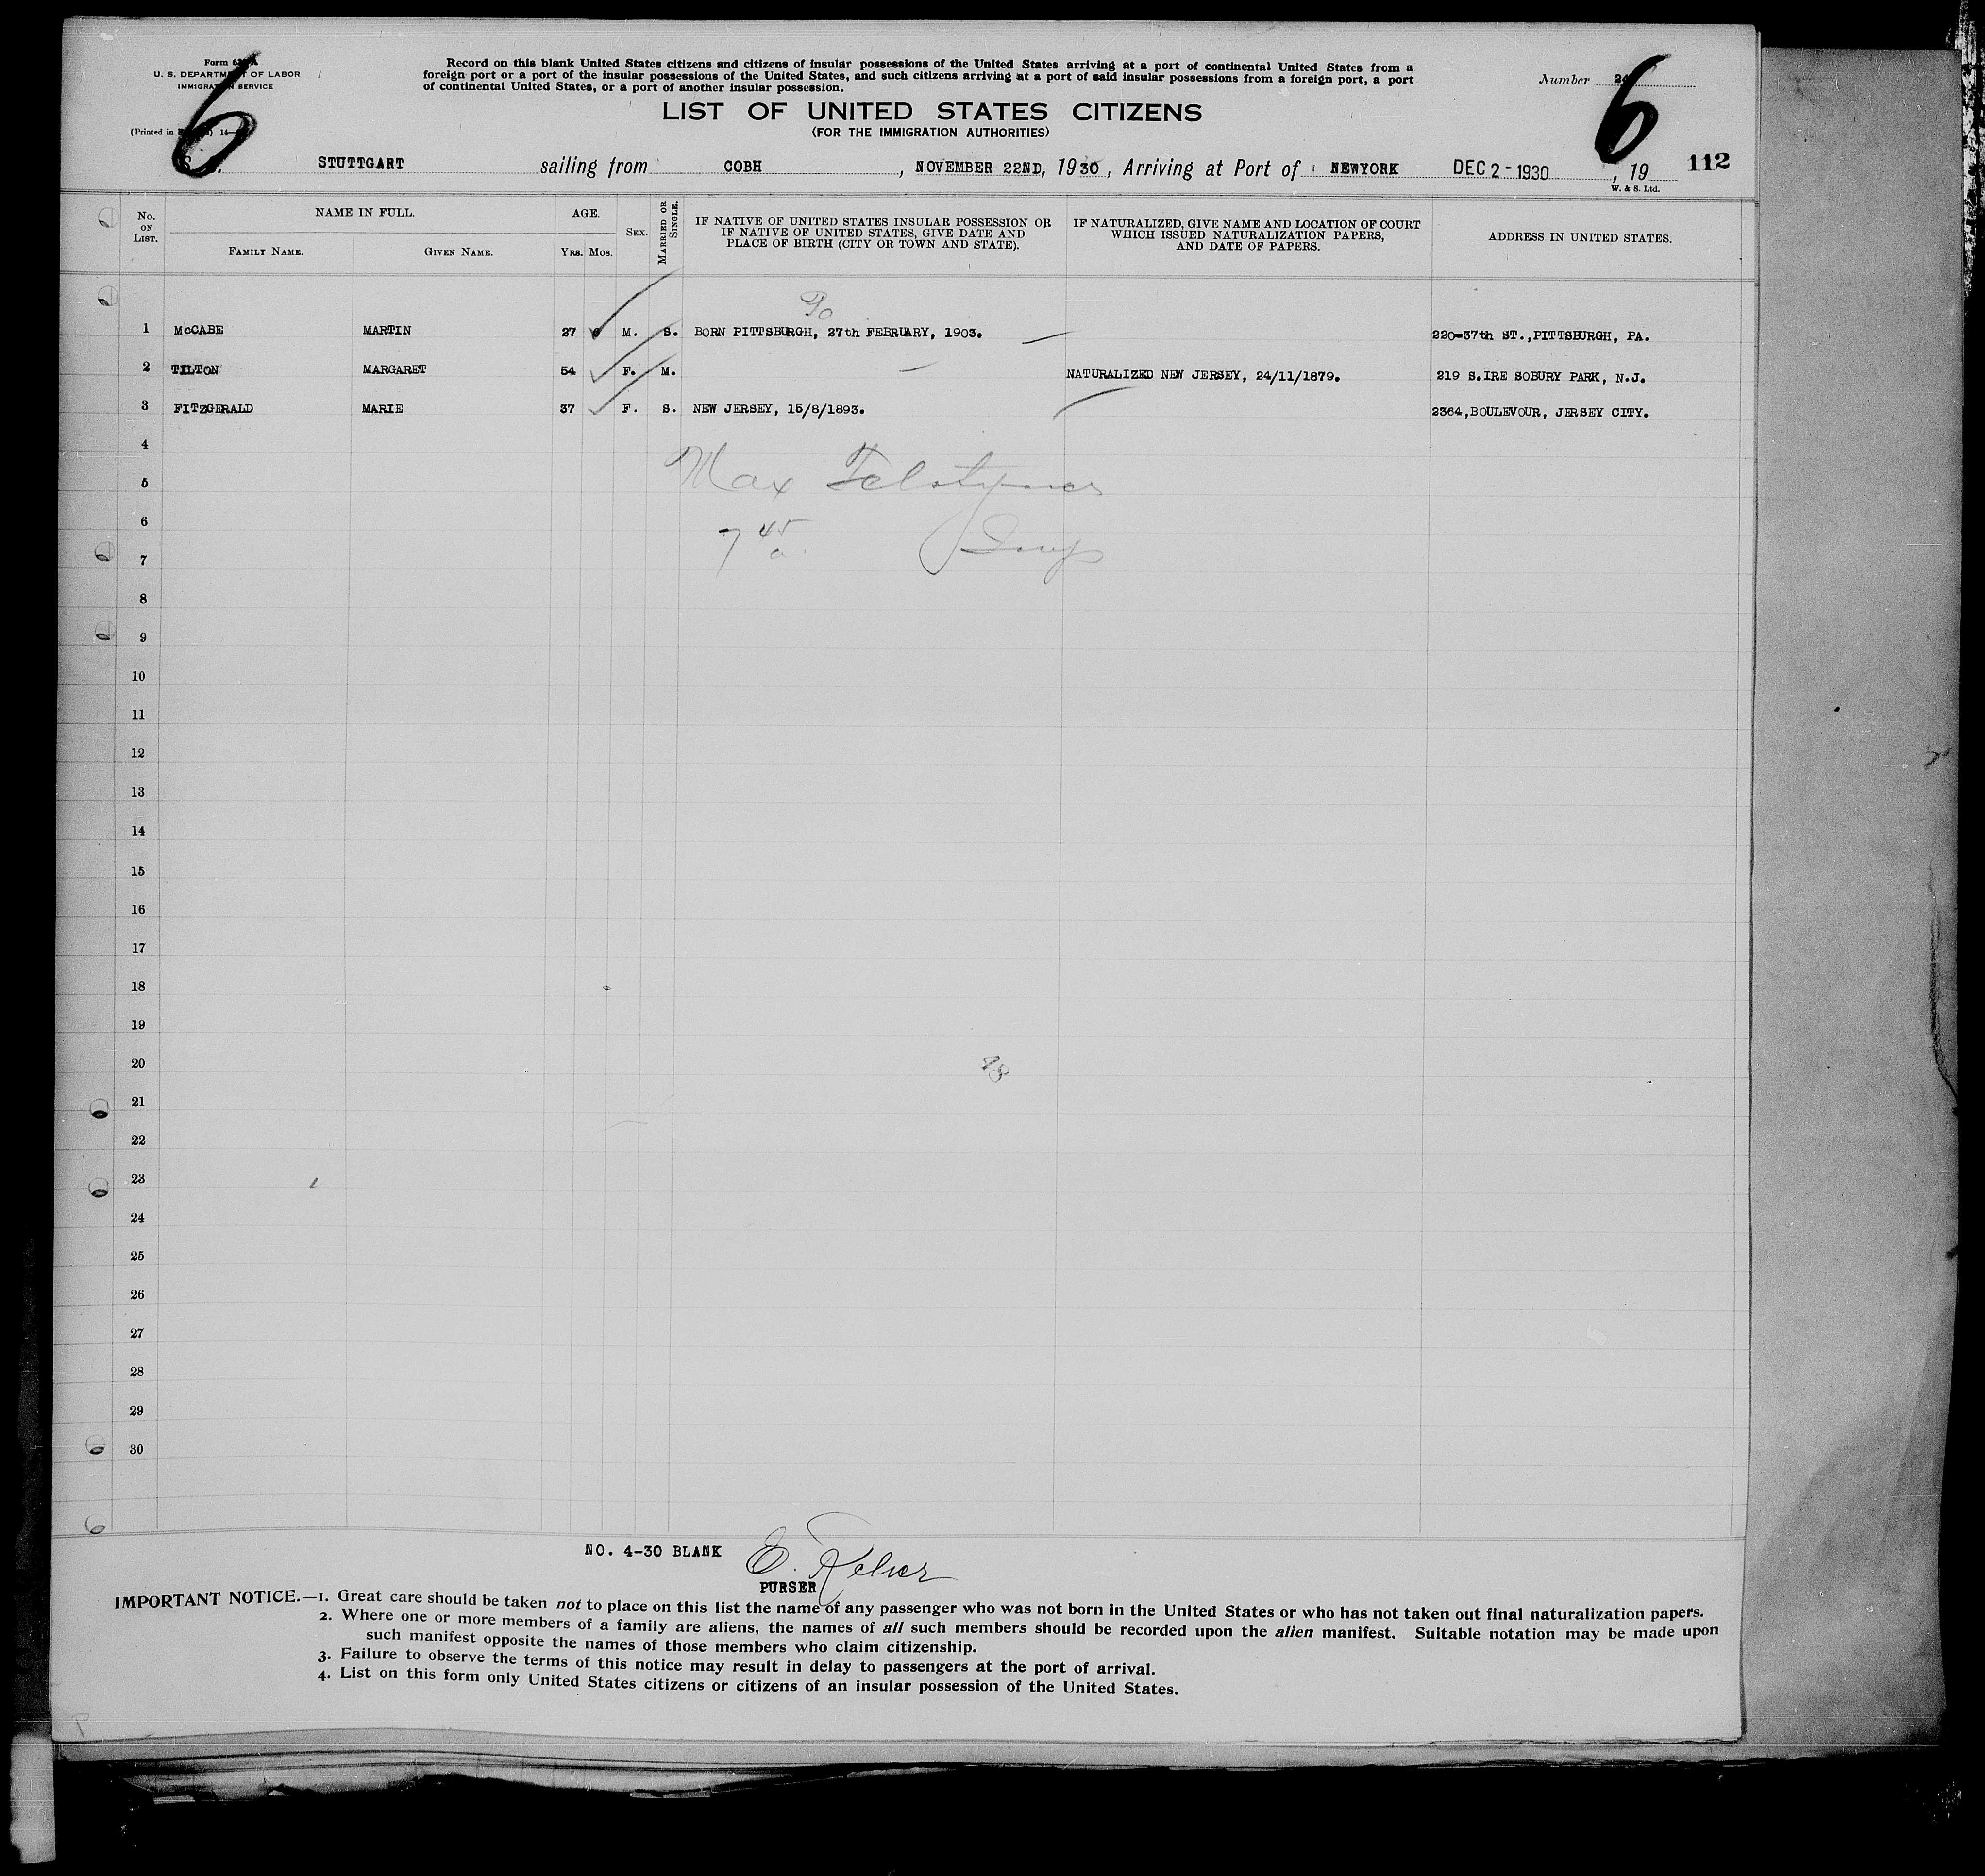 Form 6
U. S. DEPARTMENT OF LABOR
IMMIGRATION SERVICE
(Printed in
Record on this blank United States citizens and citizens of insular possessions of the United States arriving at a port of continental United States from a
foreign port or a port of the insular possessions of the United States, and such citizens arriving at a port of said insular possessions from a foreign port, a port
of continental United States, or a port of another insular possession.
Number
6
6
LIST OF UNITED STATES CITIZENS
(FOR THE IMMIGRATION AUTHORITIES)
S. STUTTGART sailing from COBH, NOVEMBER 22ND, 1930, Arriving at Port of NEWYORK DEC 2-1930, 19 112
W. & S. Ltd.
No. ON LIST. NAME IN FULL. AGE. SEX. MARRIED OR SINGLE. IF NATIVE OF UNITED STATES INSULAR POSSESSION OR IF NATIVE OF UNITED STATES, GIVE DATE AND PLACE OF BIRTH (CITY OR TOWN AND STATE). IF NATURALIZED, GIVE NAME AND LOCATION OF COURT WHICH ISSUED NATURALIZATION PAPERS, AND DATE OF PAPERS. ADDRESS IN UNITED STATES.
FAMILY NAME. GIVEN NAME. YRS. MOS.
1 McCABE MARTIN 27 M. S. BORN PITTSBURGH, 27th FEBRUARY, 1903. 220-37th ST.,PITTSBURGH, PA.
2 TILTON MARGARET 54 F. M. NATURALIZED NEW JERSEY, 24/11/1879. 219 S.IRE SOBURY PARK, N.J.
3 FITZGERALD MARIE 37 F. S. NEW JERSEY, 15/8/1893. 2364,BOULEVOUR, JERSEY CITY.
4
5 Max
6 7 45
7 a.
8
9
10
11
12
13
14
15
16
17
18
19
20
21
22
23
24
25
26
27
28
29
30
NO. 4-30 BLANK
E.
PURSER
IMPORTANT NOTICE.—1. Great care should be taken not to place on this list the name of any passenger who was not born in the United States or who has not taken out final naturalization papers.
2. Where one or more members of a family are aliens, the names of all such members should be recorded upon the alien manifest. Suitable notation may be made upon
such manifest opposite the names of those members who claim citizenship.
3. Failure to observe the terms of this notice may result in delay to passengers at the port of arrival.
4. List on this form only United States citizens or citizens of an insular possession of the United States.